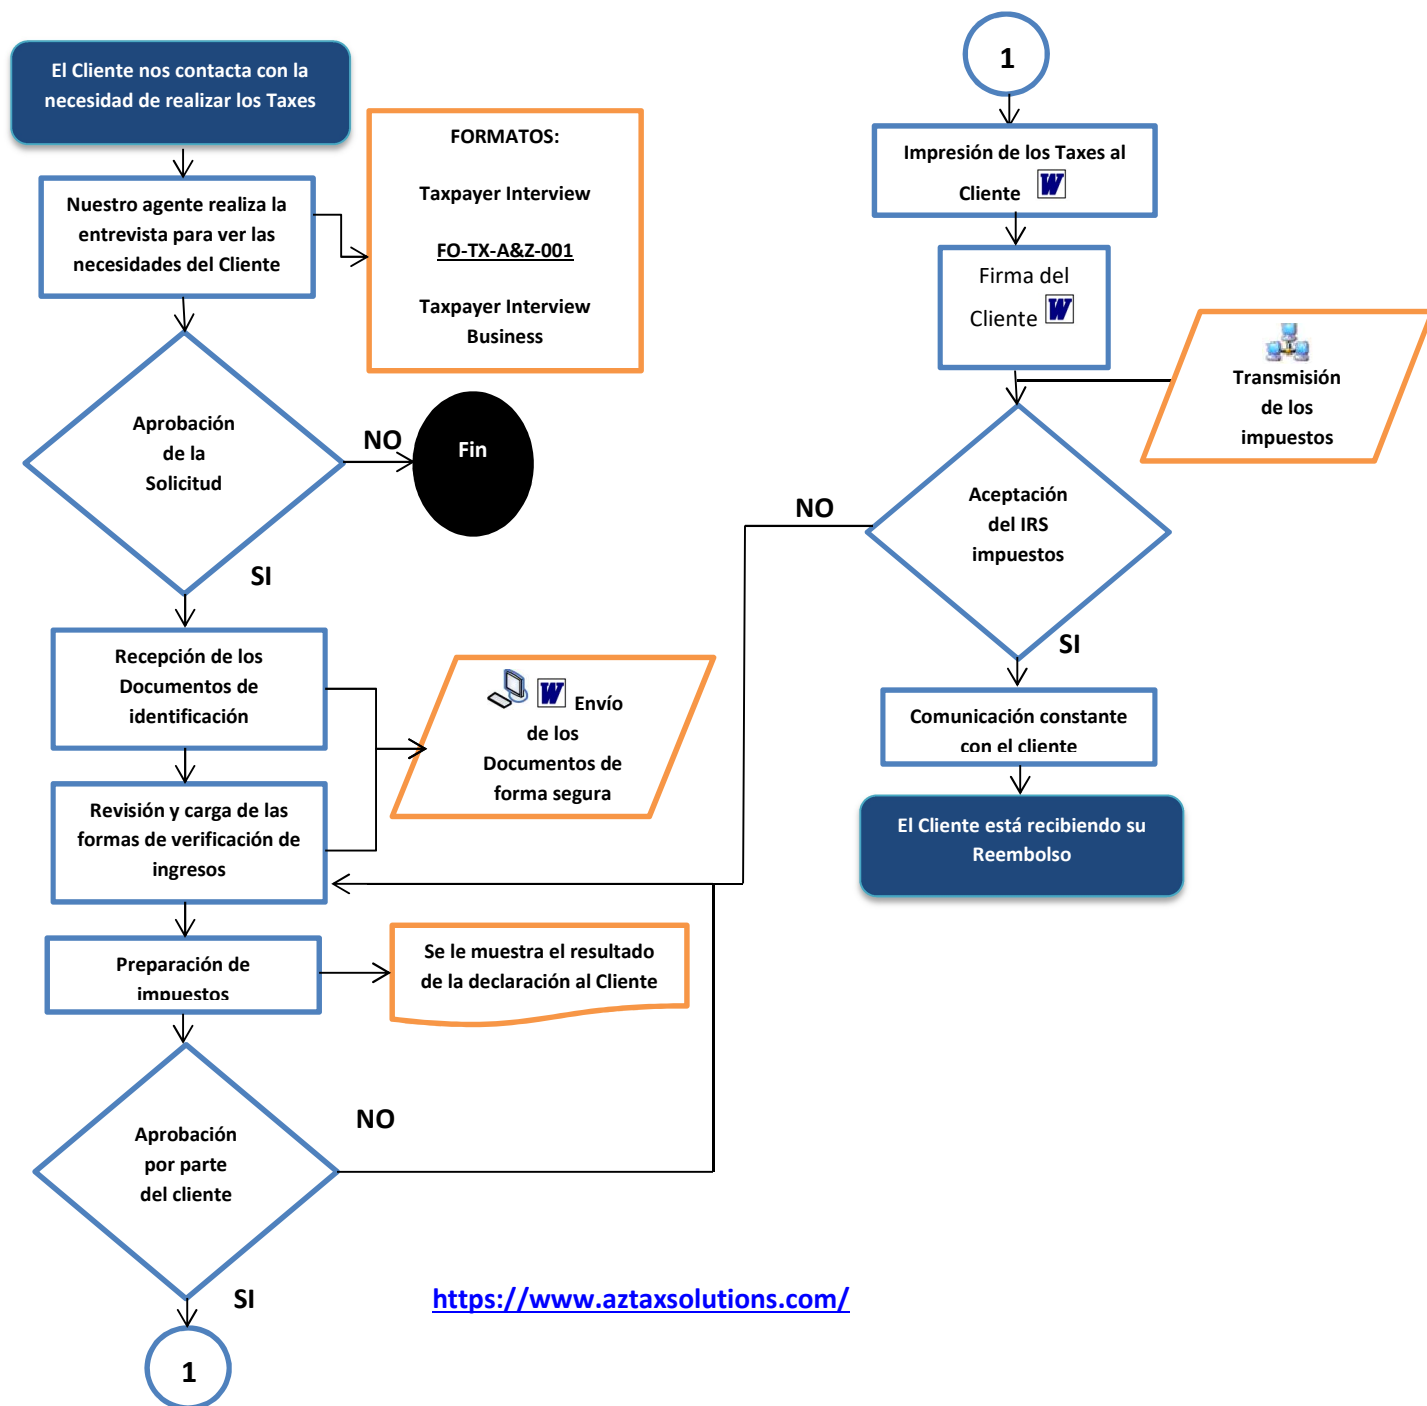 El Cliente nos contacta con la
necesidad de realizar los Taxes
Nuestro agente realiza la
entrevista para ver las
necesidades del Cliente
FORMATOS:
Taxpayer Interview
FO-TX-A&Z-001
Taxpayer Interview
Business
Aprobación
de la
Solicitud
NO
Fin
SI
Recepción de los
Documentos de
identificación
W Envío
de los
Documentos de
forma segura
Revisión y carga de las
formas de verificación de
ingresos
Preparación de
impuestos
Se le muestra el resultado
de la declaración al Cliente
Aprobación
por parte
del cliente
NO
SI
1
https://www.aztaxsolutions.com/
1
Impresión de los Taxes al
Cliente W
Firma del
Cliente W
Transmisión
de los
impuestos
Aceptación
del IRS
impuestos
NO
SI
Comunicación constante
con el cliente
El Cliente está recibiendo su
Reembolso